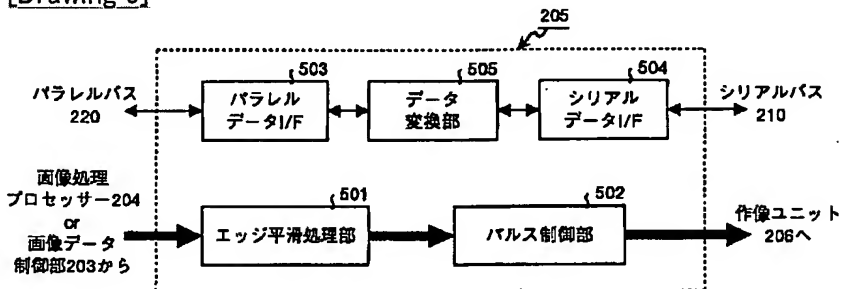 [Drawing 5]
205
503
505
504
パラレルバス
220
パラレル
データI/F
データ
変換部
シリアル
データI/F
シリアルバス
210
画像処理
プロセッサー204
or
画像データ
制御部203から
501
エッジ平滑処理部
502
パルス制御部
作像ユニット
206へ